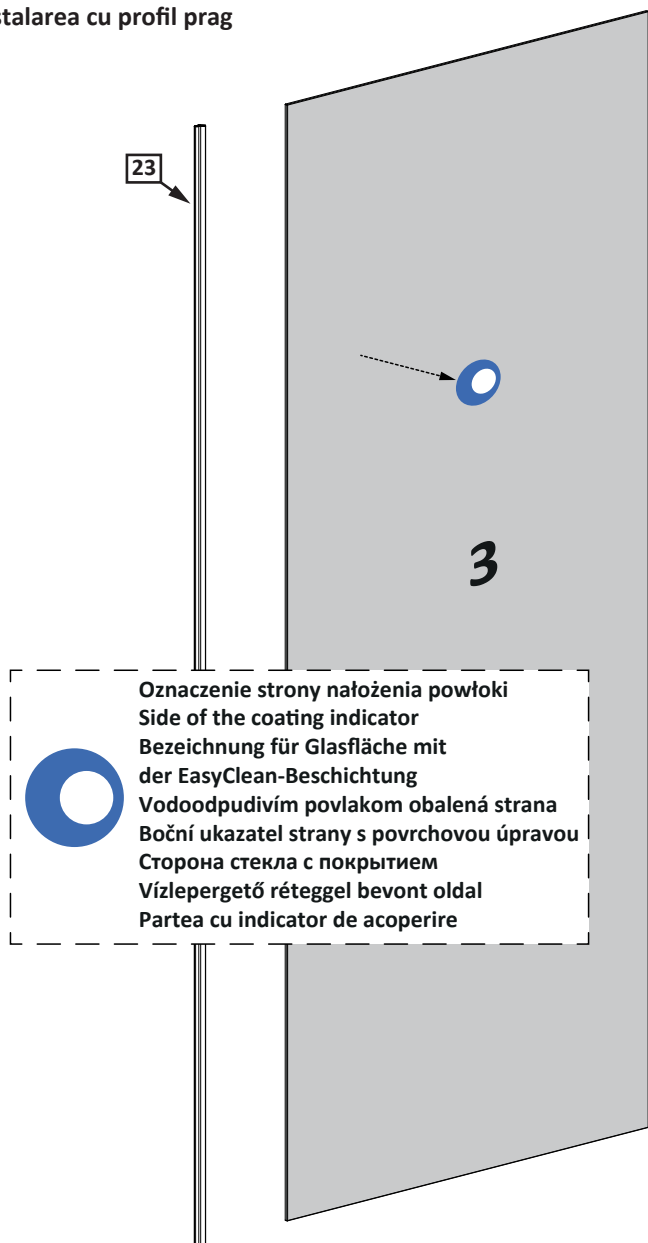 stalarea cu profil prag
23
3
Oznaczenie strony nałożenia powłoki
Side of the coating indicator
Bezeichnung für Glasfläche mit
der EasyClean-Beschichtung
Vodoodpudivím povlakom obalená strana
Boční ukazatel strany s povrchovou úpravou
Сторона стекла с покрытием
Vízlepergető réteggel bevont oldal
Partea cu indicator de acoperire